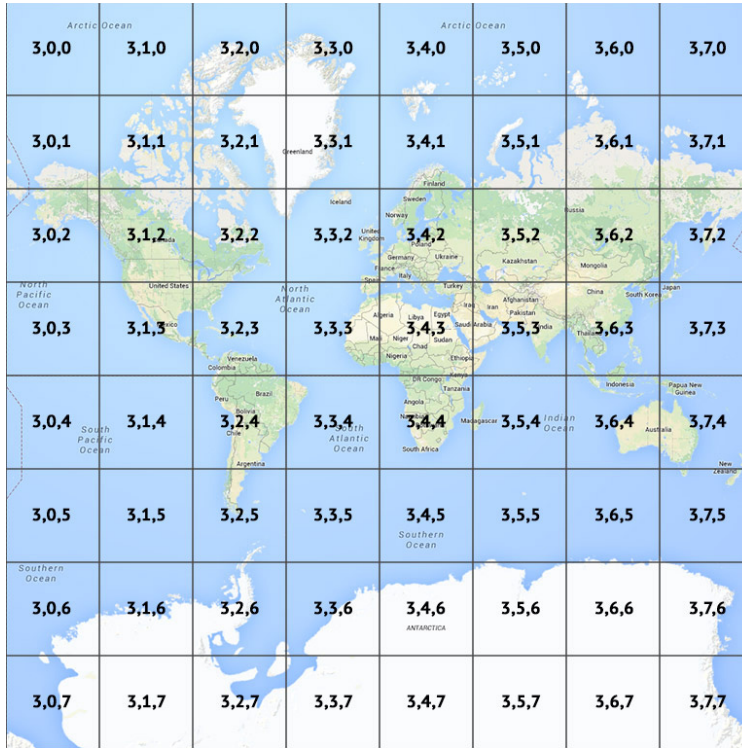 Arctic Ocean
Arctic Ocean
3,0,0
3,1,0
3,2,0
3,3,0
3,4,0
3,5,0
3,6,0
3,7,0
3,0,1
3,1,1
3,2,1
3,3,1
3,4,1
3,5,1
3,6,1
3,7,1
Greenland
Finland
Iceland
Sweden
Norway
Russia
3,0,2
3,1,2
3,2,2
3,3,2
3,4,2
3,5,2
3,6,2
3,7,2
United
Kingdom
Poland
Germany
Ukraine
France
Italy
Kazakhstan
Mongolia
Spain
Turkey
North
Pacific
Ocean
United States
North
Atlantic
Ocean
Iraq
Iran
Afghanistan
Pakistan
China
South Korea
Japan
Algeria
Libya
Egypt
Saudi Arabia
3,0,3
3,1,3
3,2,3
3,3,3
3,4,3
3,5,3
3,6,3
3,7,3
Mali
Niger
Chad
Sudan
Nigeria
Ethiopia
Venezuela
Colombia
DR Congo
Kenya
Tanzania
Indonesia
Papua New
Guinea
Peru
Brazil
Angola
Bolivia
3,0,4
3,1,4
3,2,4
3,3,4
3,4,4
3,5,4
3,6,4
3,7,4
South
Pacific
Ocean
Chile
South
Atlantic
Ocean
Madagascar
Indian
Ocean
Australia
Argentina
South Africa
New
Zealand
3,0,5
3,1,5
3,2,5
3,3,5
3,4,5
3,5,5
3,6,5
3,7,5
Southern
Ocean
Southern
Ocean
3,0,6
3,1,6
3,2,6
3,3,6
3,4,6
3,5,6
3,6,6
3,7,6
ANTARCTICA
3,0,7
3,1,7
3,2,7
3,3,7
3,4,7
3,5,7
3,6,7
3,7,7